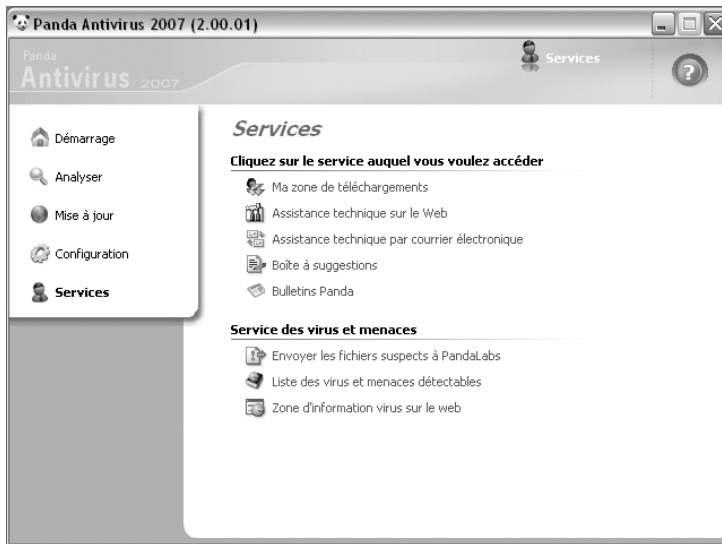 Panda Antivirus 2007 (2.00.01)
Panda
Antivirus 2007
Services
?
Démarrage
Analyser
Mise à jour
Configuration
Services
Services
Cliquez sur le service auquel vous voulez accéder
Ma zone de téléchargements
Assistance technique sur le Web
Assistance technique par courrier électronique
Boîte à suggestions
Bulletins Panda
Service des virus et menaces
Envoyer les fichiers suspects à PandaLabs
Liste des virus et menaces détectables
Zone d'information virus sur le web